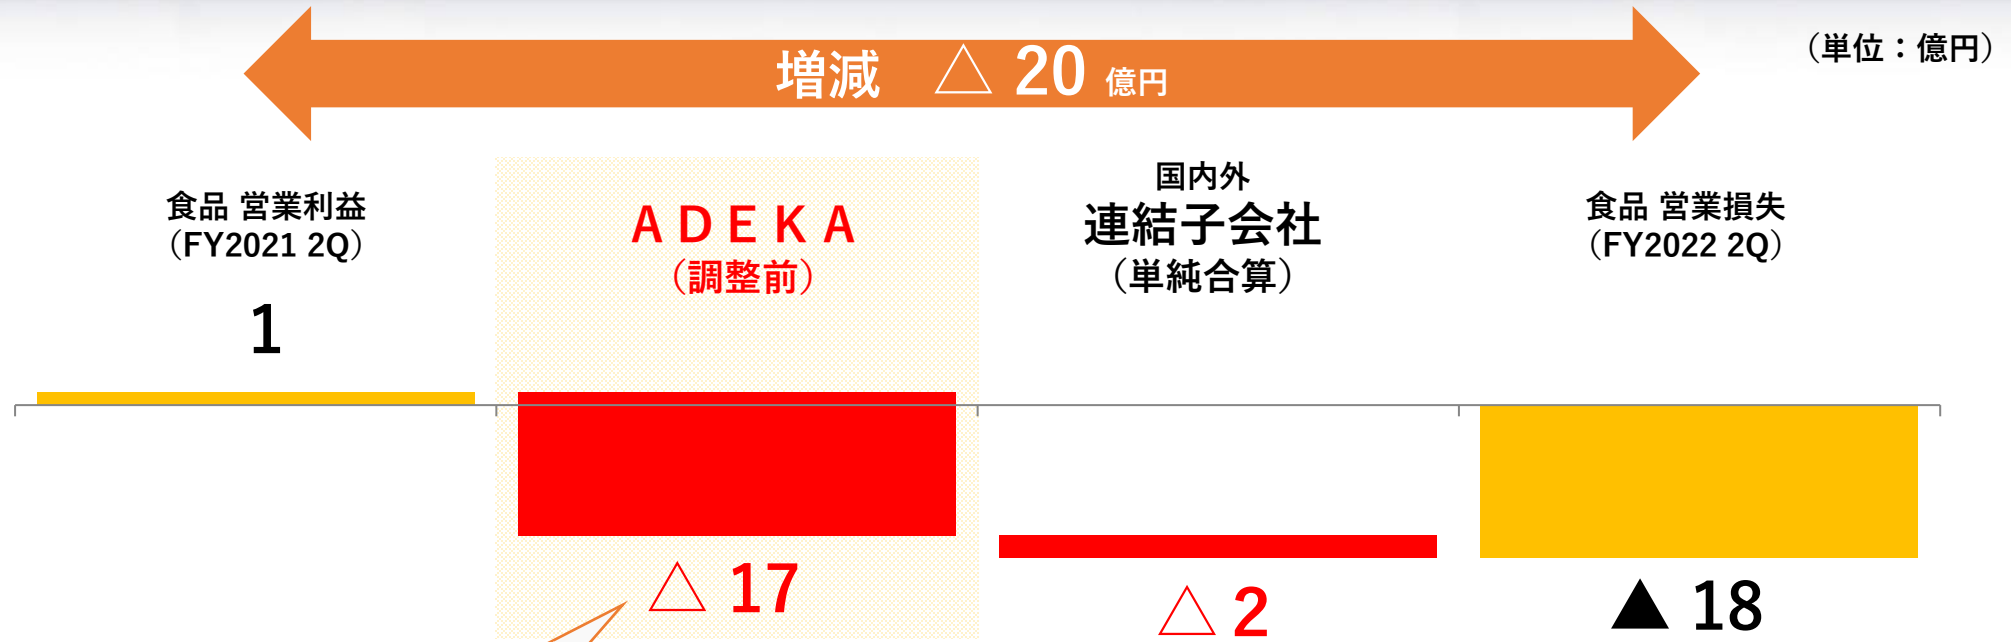 増減 △ 20 億円
（単位：億円）
食品 営業利益
（FY2021 2Q）
1
ＡＤＥＫＡ
（調整前）
△ 17
国内外
連結子会社
（単純合算）
△ 2
食品 営業損失
（FY2022 2Q）
▲ 18